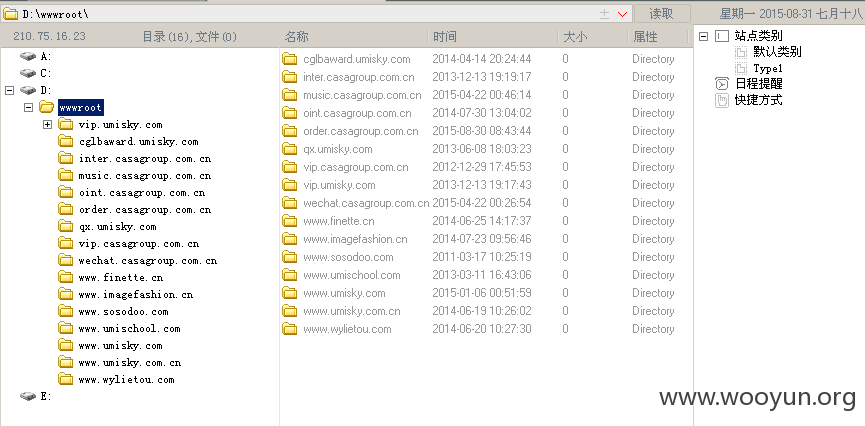 D:\wwwroot\ 读取 星期一 2015-08-31 七月十八
210.75.16.23 目录(16),文件(0) 名称 时间 大小 属性
A:
C:
D:
wwwroot
vip.umisky.com
cglbaward.umisky.com
inter.casagroup.com.cn
music.casagroup.com.cn
oint.casagroup.com.cn
order.casagroup.com.cn
qx.umisky.com
vip.casagroup.com.cn
wechat.casagroup.com.cn
www.finette.cn
www.imagefashion.cn
www.sosodoo.com
www.umischool.com
www.umisky.com
www.umisky.com.cn
www.wylietou.com
E:
cglbaward.umisky.com 2014-04-14 20:24:44 0 Directory
inter.casagroup.com.cn 2013-12-13 19:19:17 0 Directory
music.casagroup.com.cn 2015-04-22 00:46:14 0 Directory
oint.casagroup.com.cn 2014-07-30 13:04:02 0 Directory
order.casagroup.com.cn 2015-08-30 08:43:44 0 Directory
qx.umisky.com 2013-06-08 18:03:23 0 Directory
vip.casagroup.com.cn 2012-12-29 17:45:53 0 Directory
vip.umisky.com 2013-12-13 19:17:43 0 Directory
wechat.casagroup.com.cn 2015-04-22 00:26:54 0 Directory
www.finette.cn 2014-06-25 14:17:37 0 Directory
www.imagefashion.cn 2014-07-23 09:56:46 0 Directory
www.sosodoo.com 2011-03-17 10:25:19 0 Directory
www.umischool.com 2013-03-11 16:43:06 0 Directory
www.umisky.com 2015-01-06 00:51:59 0 Directory
www.umisky.com.cn 2014-06-19 10:26:02 0 Directory
www.wylietou.com 2014-06-20 10:27:30 0 Directory
站点类别
默认类别
Type1
日程提醒
快捷方式
www.wooyun.org